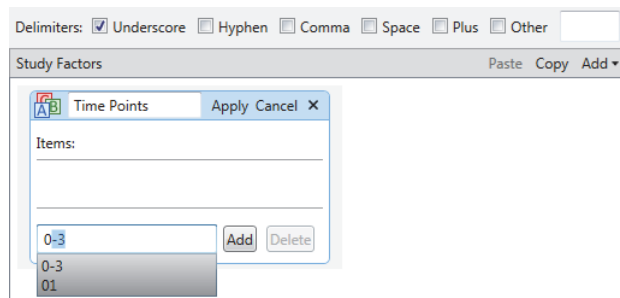 Delimiters: Underscore Hyphen Comma Space Plus Other
Study Factors Paste Copy Add
Time Points Apply Cancel
Items:
0-3 Add Delete
0-3
01